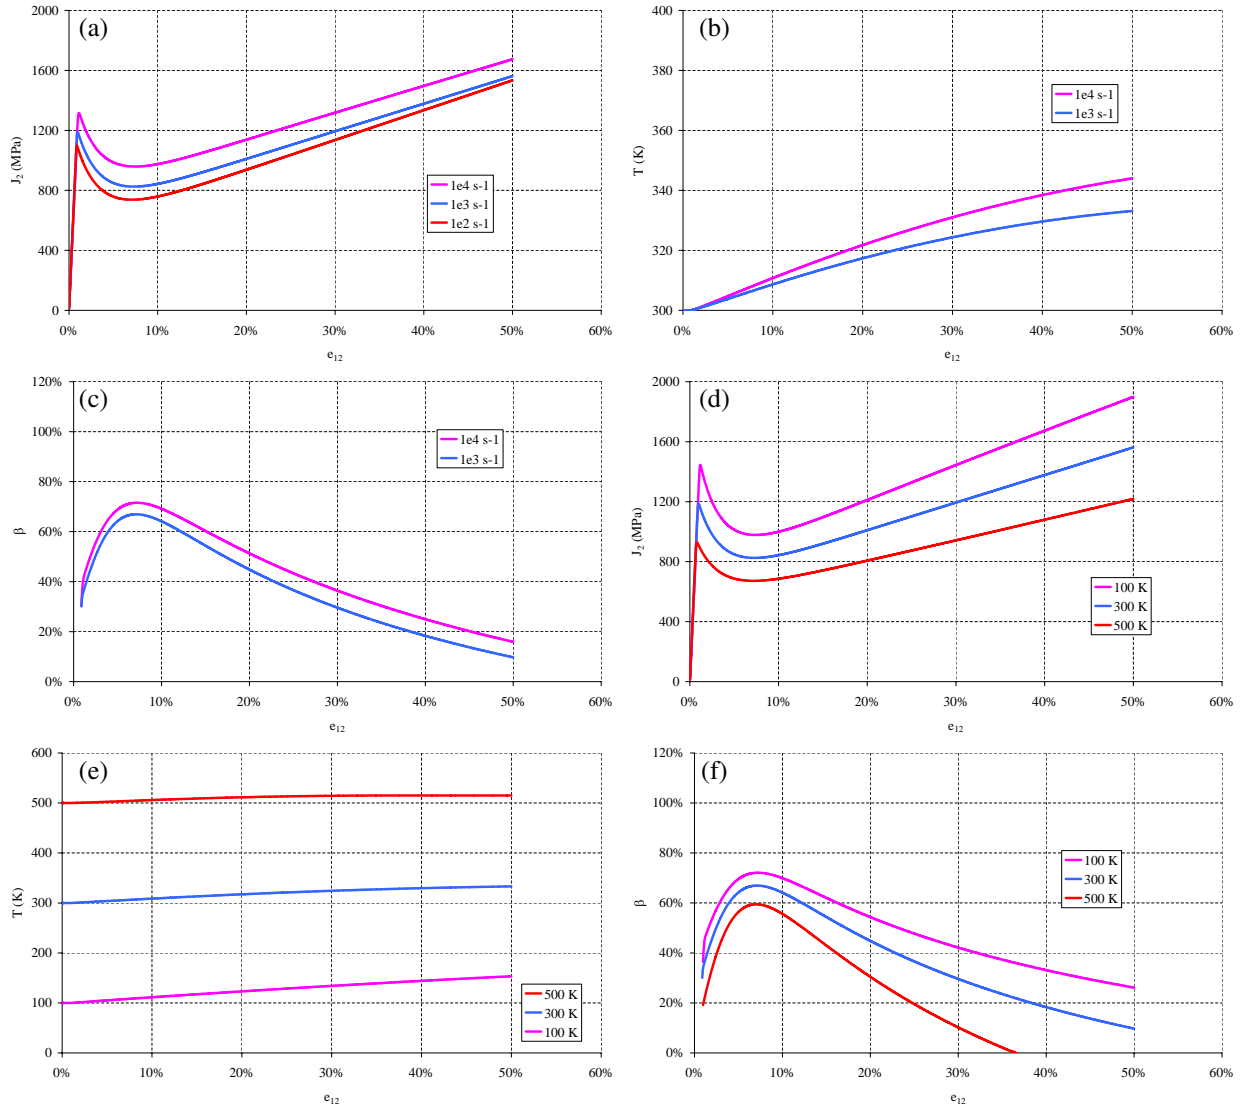 (a)
2000
1600
1200
800
400
0
J2 (MPa)
1e4 s-1
1e3 s-1
1e2 s-1
0% 10% 20% 30% 40% 50% 60%
e12
(b)
400
380
360
340
320
300
T (K)
1e4 s-1
1e3 s-1
0% 10% 20% 30% 40% 50% 60%
e12
(c)
120%
100%
80%
60%
40%
20%
0%
β
1e4 s-1
1e3 s-1
0% 10% 20% 30% 40% 50% 60%
e12
(d)
2000
1600
1200
800
400
0
J2 (MPa)
100 K
300 K
500 K
0% 10% 20% 30% 40% 50% 60%
e12
(e)
600
500
400
300
200
100
0
T (K)
500 K
300 K
100 K
0% 10% 20% 30% 40% 50% 60%
e12
(f)
120%
100%
80%
60%
40%
20%
0%
β
100 K
300 K
500 K
0% 10% 20% 30% 40% 50% 60%
e12